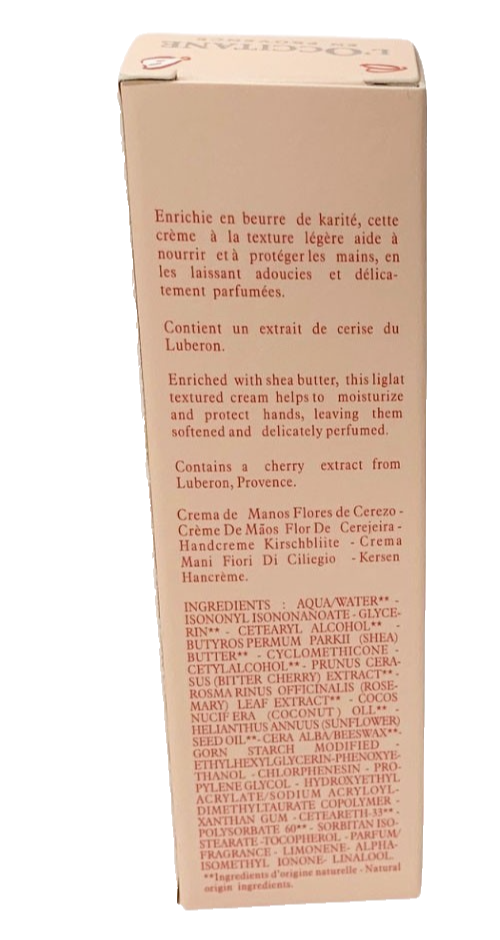 L'OCCITANE
EN PROVENCE
Enrichie en beurre de karité, cette
crème à la texture légère aide à
nourrir et à protéger les mains, en
les laissant adoucies et délica-
tement parfumées.
Contient un extrait de cerise du
Luberon.
Enriched with shea butter, this liglat
textured cream helps to moisturize
and protect hands, leaving them
softened and delicately perfumed.
Contains a cherry extract from
Luberon, Provence.
Crema de Manos Flores de Cerezo -
Crème De Mãos Flor De Cerejeira -
Handcreme Kirschbliite - Crema
Mani Fiori Di Ciliegio - Kersen
Hancrème.
INGREDIENTS : AQUA/WATER** -
ISONONYL ISONONANOATE - GLYCE-
RIN** - CETEARYL ALCOHOL** -
BUTYROS PERMUM PARKII (SHEA)
BUTTER** - CYCLOMETHICONE -
CETYLALCOHOL** - PRUNUS CERA-
SUS (BITTER CHERRY) EXTRACT** -
ROSMA RINUS OFFICINALIS (ROSE-
MARY) LEAF EXTRACT** - COCOS
NUCIF ERA (COCONUT) OLL** -
HELIANTHUS ANNUUS (SUNFLOWER)
SEED OIL** - CERA ALBA/BEESWAX** -
GORN STARCH MODIFIED -
ETHYLHEXYLGLYCERIN-PHENOXYE-
THANOL - CHLORPHENESIN - PRO-
PYLENE GLYCOL - HYDROXYETHYL
ACRYLATE/SODIUM ACRYLOYL-
DIMETHYLTAURATE COPOLYMER -
XANTHAN GUM - CETEARETH-33** -
POLYSORBATE 60** - SORBITAN ISO-
STEARATE -TOCOPHEROL - PARFUM/
FRAGRANCE - LIMONENE- ALPHA-
ISOMETHYL IONONE- LINALOOL.
**Ingredients d'origine naturelle - Natural
origin ingredients.